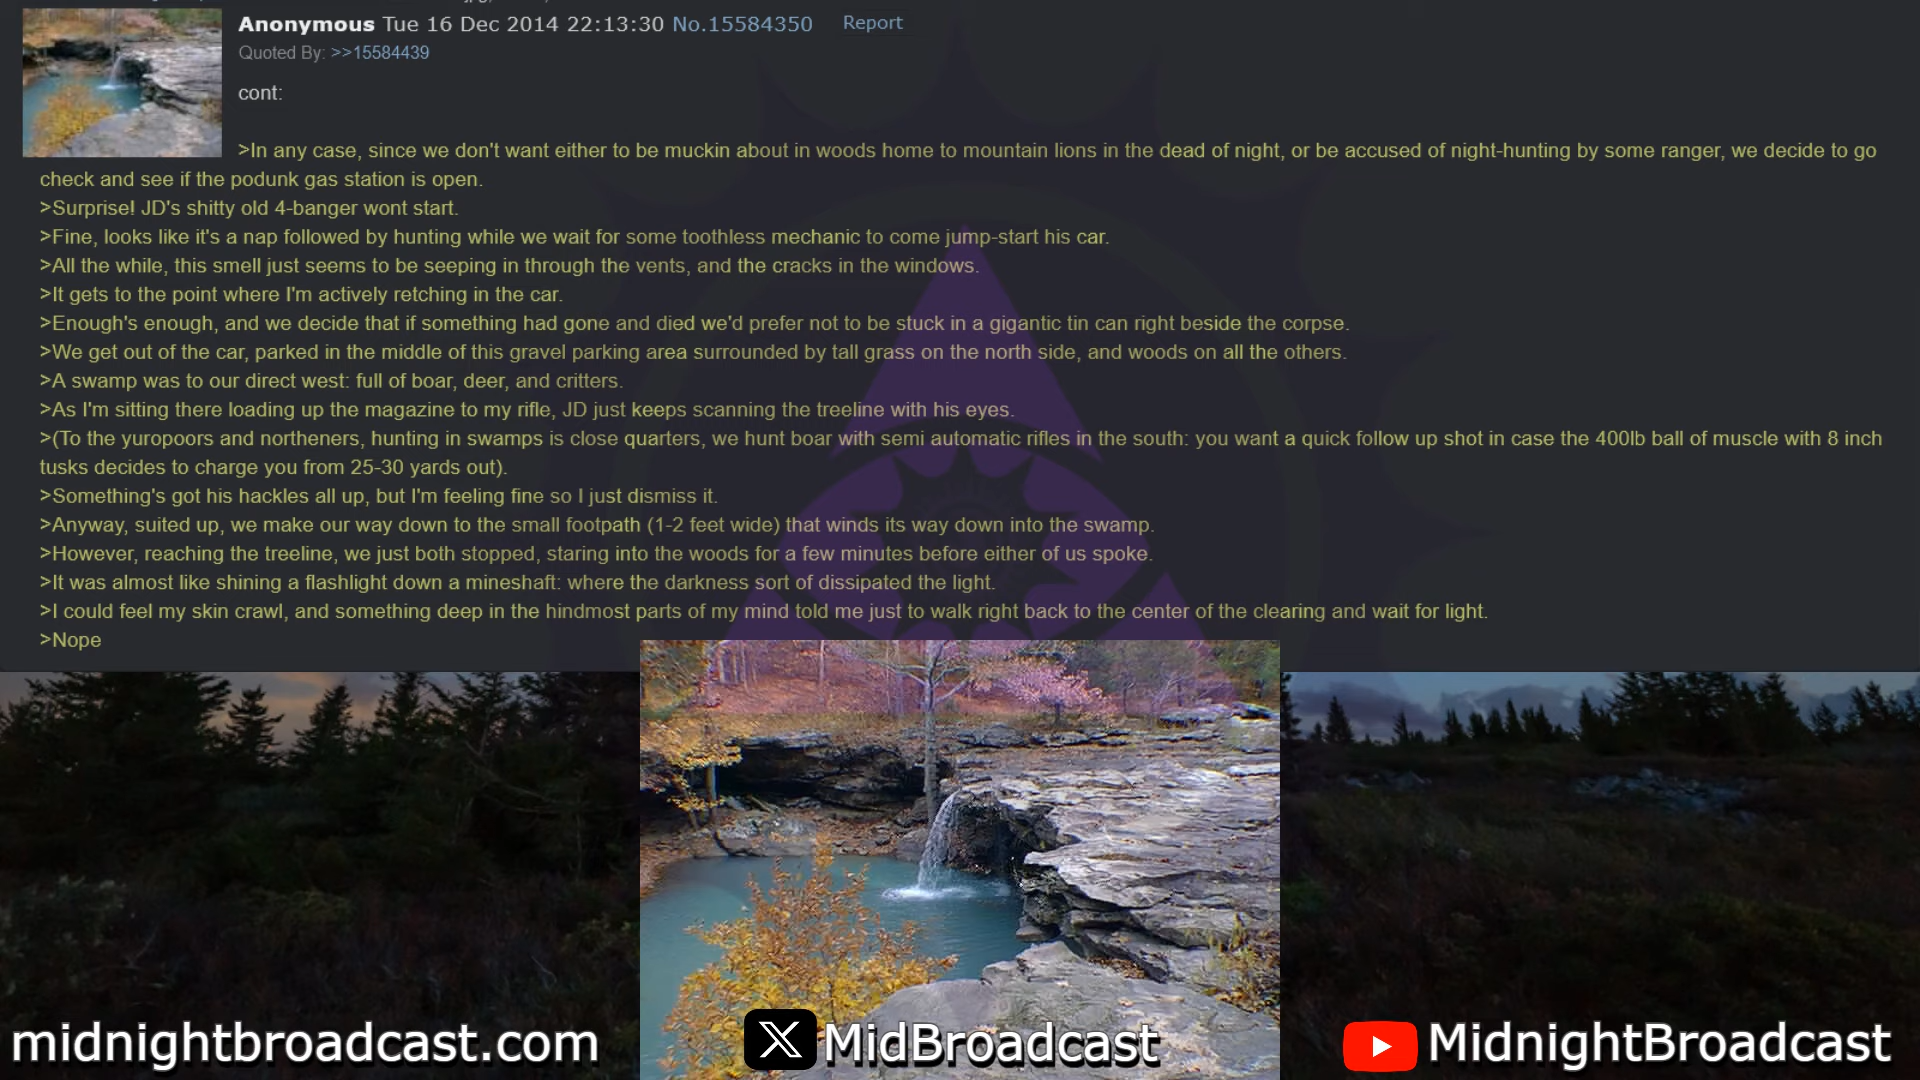 Anonymous Tue 16 Dec 2014 22:13:30 No.15584350 Report
Quoted By: >>15584439
cont:
>In any case, since we don't want either to be muckin about in woods home to mountain lions in the dead of night, or be accused of night-hunting by some ranger, we decide to go
check and see if the podunk gas station is open.
>Surprise! JD's shitty old 4-banger wont start.
>Fine, looks like it's a nap followed by hunting while we wait for some toothless mechanic to come jump-start his car.
>All the while, this smell just seems to be seeping in through the vents, and the cracks in the windows.
>It gets to the point where I'm actively retching in the car.
>Enough's enough, and we decide that if something had gone and died we'd prefer not to be stuck in a gigantic tin can right beside the corpse.
>We get out of the car, parked in the middle of this gravel parking area surrounded by tall grass on the north side, and woods on all the others.
>A swamp was to our direct west: full of boar, deer, and critters.
>As I'm sitting there loading up the magazine to my rifle, JD just keeps scanning the treeline with his eyes.
>(To the yuropoors and northeners, hunting in swamps is close quarters, we hunt boar with semi automatic rifles in the south: you want a quick follow up shot in case the 400lb ball of muscle with 8 inch
tusks decides to charge you from 25-30 yards out).
>Something's got his hackles all up, but I'm feeling fine so I just dismiss it.
>Anyway, suited up, we make our way down to the small footpath (1-2 feet wide) that winds its way down into the swamp.
>However, reaching the treeline, we just both stopped, staring into the woods for a few minutes before either of us spoke.
>It was almost like shining a flashlight down a mineshaft: where the darkness sort of dissipated the light.
>I could feel my skin crawl, and something deep in the hindmost parts of my mind told me just to walk right back to the center of the clearing and wait for light.
>Nope
midnightbroadcast.com
MidBroadcast
MidnightBroadcast